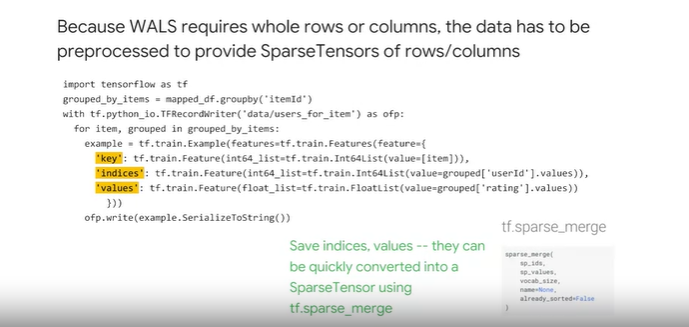 Because WALS requires whole rows or columns, the data has to be
preprocessed to provide SparseTensors of rows/columns
import tensorflow as tf
grouped_by_items = mapped_df.groupby('itemId')
with tf.python_io.TFRecordWriter('data/users_for_item') as ofp:
for item, grouped in grouped_by_items:
example = tf.train.Example(features=tf.train.Features(feature={
'key': tf.train.Feature(int64_list=tf.train.Int64List(value=[item])),
'indices': tf.train.Feature(int64_list=tf.train.Int64List(value=grouped['userId'].values)),
'values': tf.train.Feature(float_list=tf.train.FloatList(value=grouped['rating'].values))
}))
ofp.write(example.SerializeToString())
tf.sparse_merge
Save indices, values -- they can
be quickly converted into a
SparseTensor using
tf.sparse_merge
sparse_merge(
sp_ids,
sp_values,
vocab_size,
name=None,
already_sorted=False
)